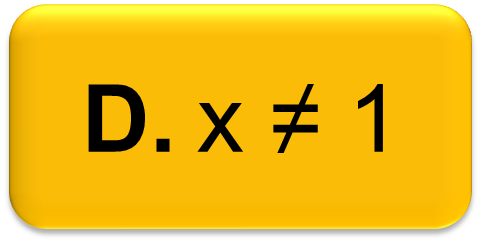 D. x ≠ 1